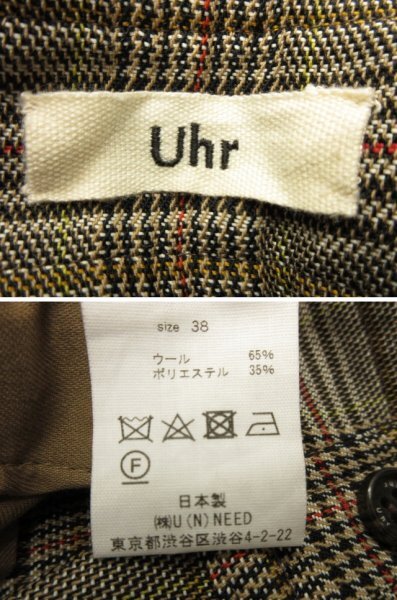 Uhr
size 38
ウール 65%
ポリエステル 35%
F
日本製
㈱U(N)NEED
東京都渋谷区渋谷4-2-22